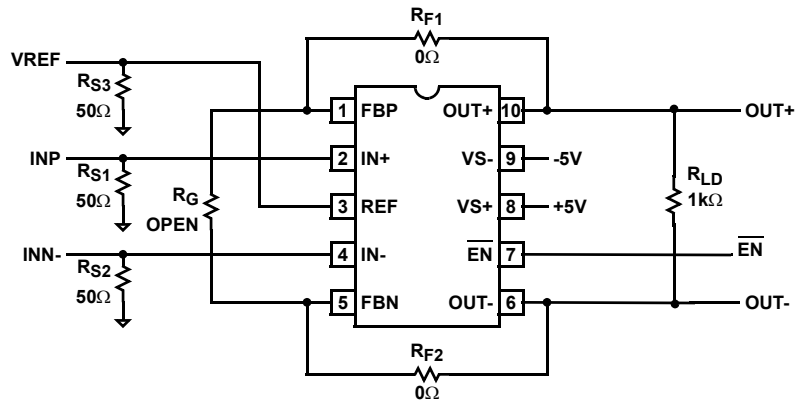 RF1
0Ω
VREF
RS3
50Ω
1 FBP OUT+ 10 OUT+
INP 2 IN+ VS- 9 -5V
RS1
50Ω
RG
OPEN
RLD
1kΩ
3 REF VS+ 8 +5V
INN- 4 IN- EN 7 EN
RS2
50Ω
5 FBN OUT- 6 OUT-
RF2
0Ω